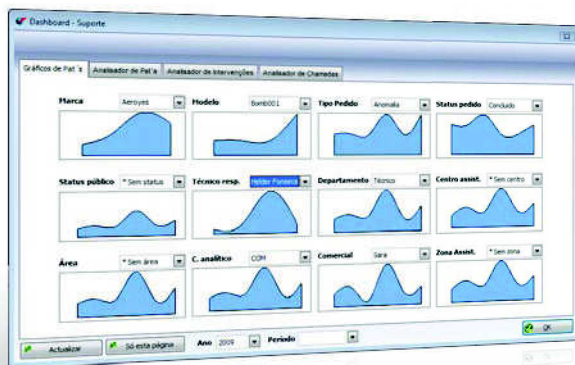 Dashboard - Suporte
Gráficos de Pat´s Analisador de Pat´s Analisador de Intervenções Analisador de Chamadas
Marca Aeroyes Modelo Bomb001 Tipo Pedido Anomalia Status pedido Concluido
Status público * Sem status Técnico resp. Helder Fonseca Departamento Técnico Centro assist. * Sem centro
Área * Sem área C. analítico COM Comercial Sara Zona Assist. * Sem zona
Actualizar Só esta página Ano 2009 Período OK